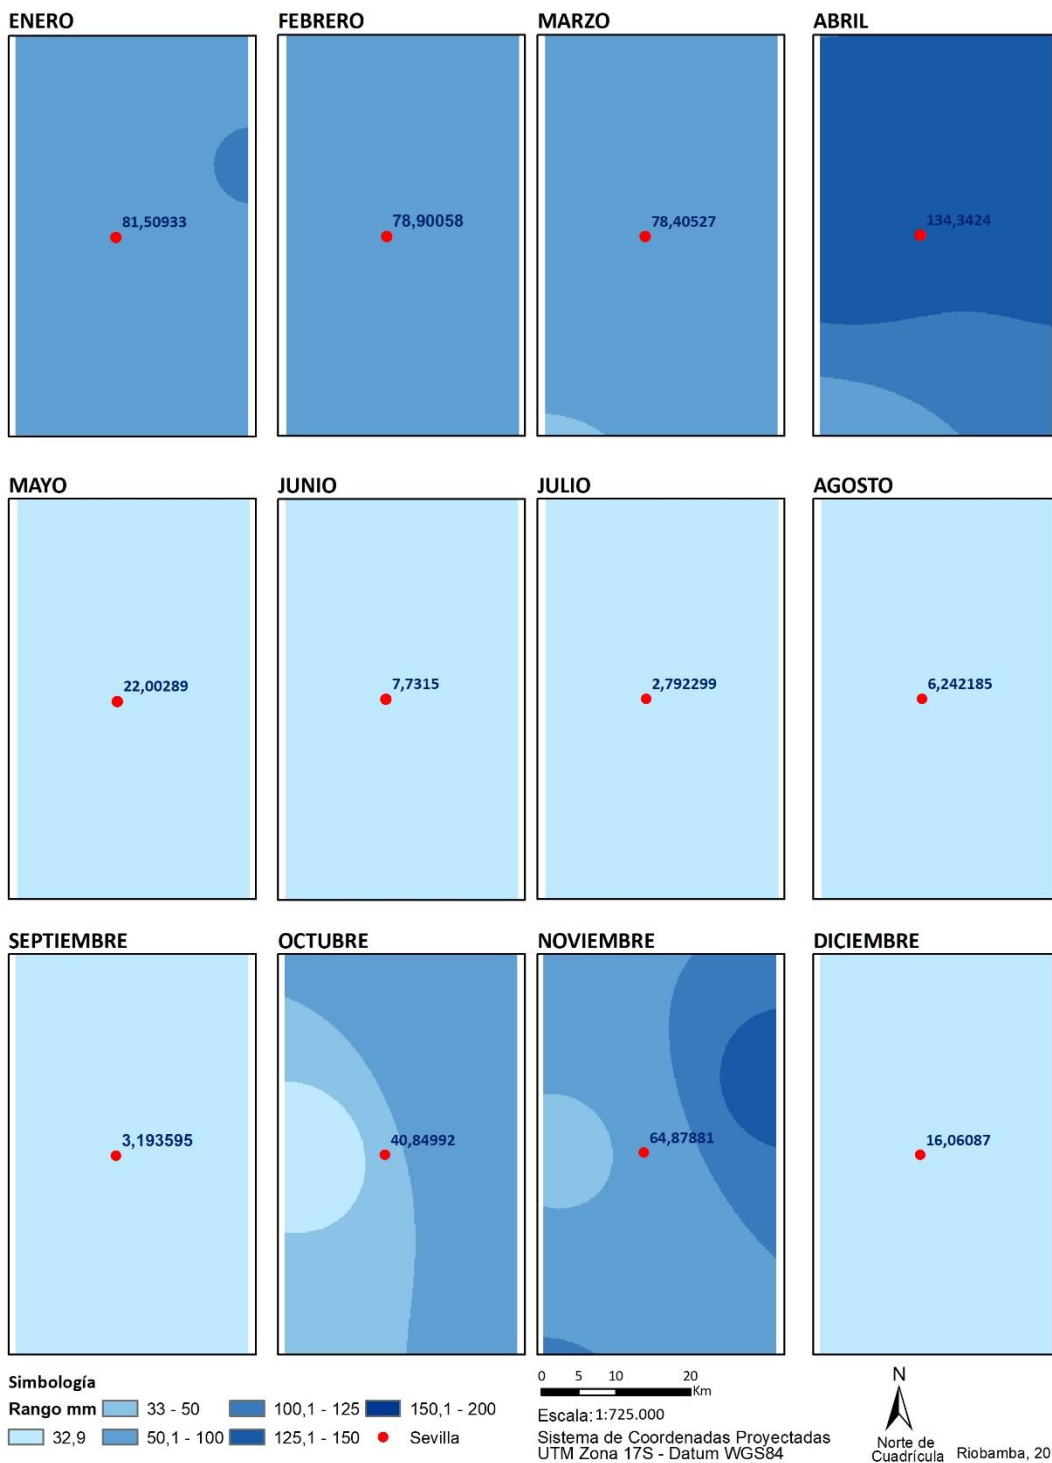 ENERO
FEBRERO
MARZO
ABRIL
81,50933
78,90058
78,40527
134,3424
MAYO
JUNIO
JULIO
AGOSTO
22,00289
7,7315
2,792299
6,242185
SEPTIEMBRE
OCTUBRE
NOVIEMBRE
DICIEMBRE
3,193595
40,84992
64,87881
16,06087
Simbología
Rango mm
33 - 50
100,1 - 125
150,1 - 200
32,9
50,1 - 100
125,1 - 150
Sevilla
0 5 10 20
Km
Escala: 1:725.000
Sistema de Coordenadas Proyectadas
UTM Zona 17S - Datum WGS84
N
Norte de
Cuadrícula
Riobamba, 20